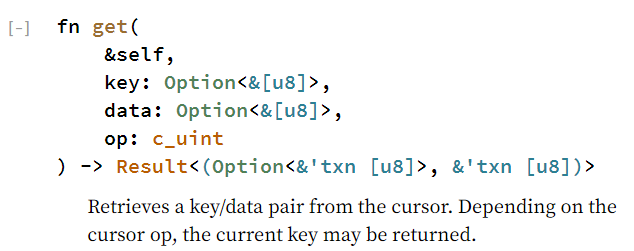 [-] fn get(
&self,
key: Option<&[u8]>,
data: Option<&[u8]>,
op: c_uint
) -> Result<(Option<&'txn [u8]>, &'txn [u8])>
Retrieves a key/data pair from the cursor. Depending on the
cursor op, the current key may be returned.